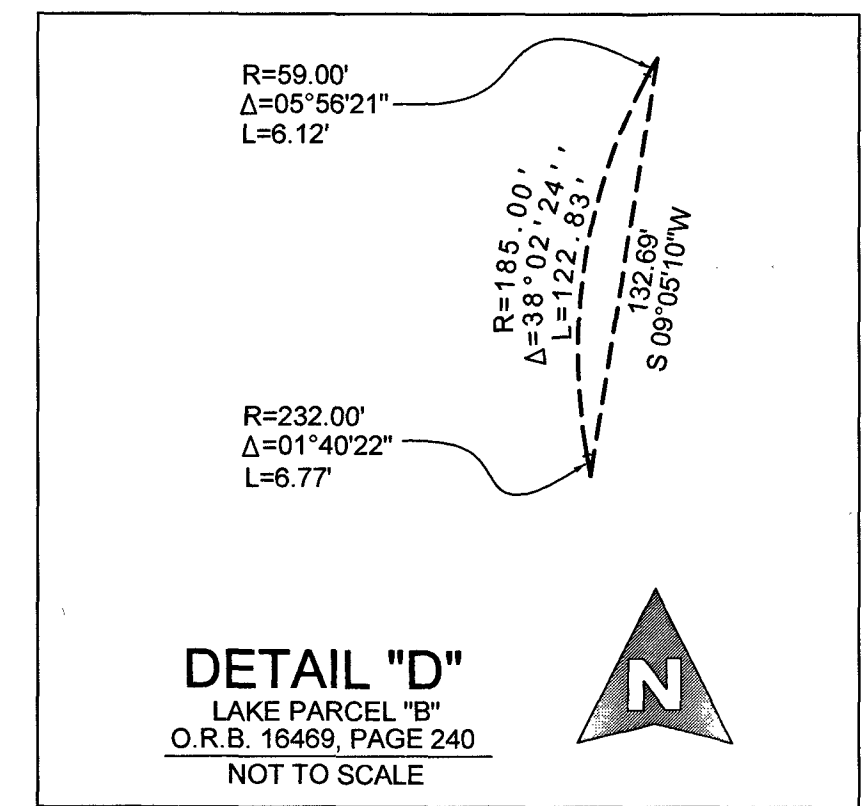 R=59.00'
Δ=05°56'21"
L=6.12'
R=185.00'
Δ=38°02'24''
L=122.83'
132.69'
S 09°05'10"W
R=232.00'
Δ=01°40'22"
L=6.77'
DETAIL "D"
LAKE PARCEL "B"
O.R.B. 16469, PAGE 240
NOT TO SCALE
N